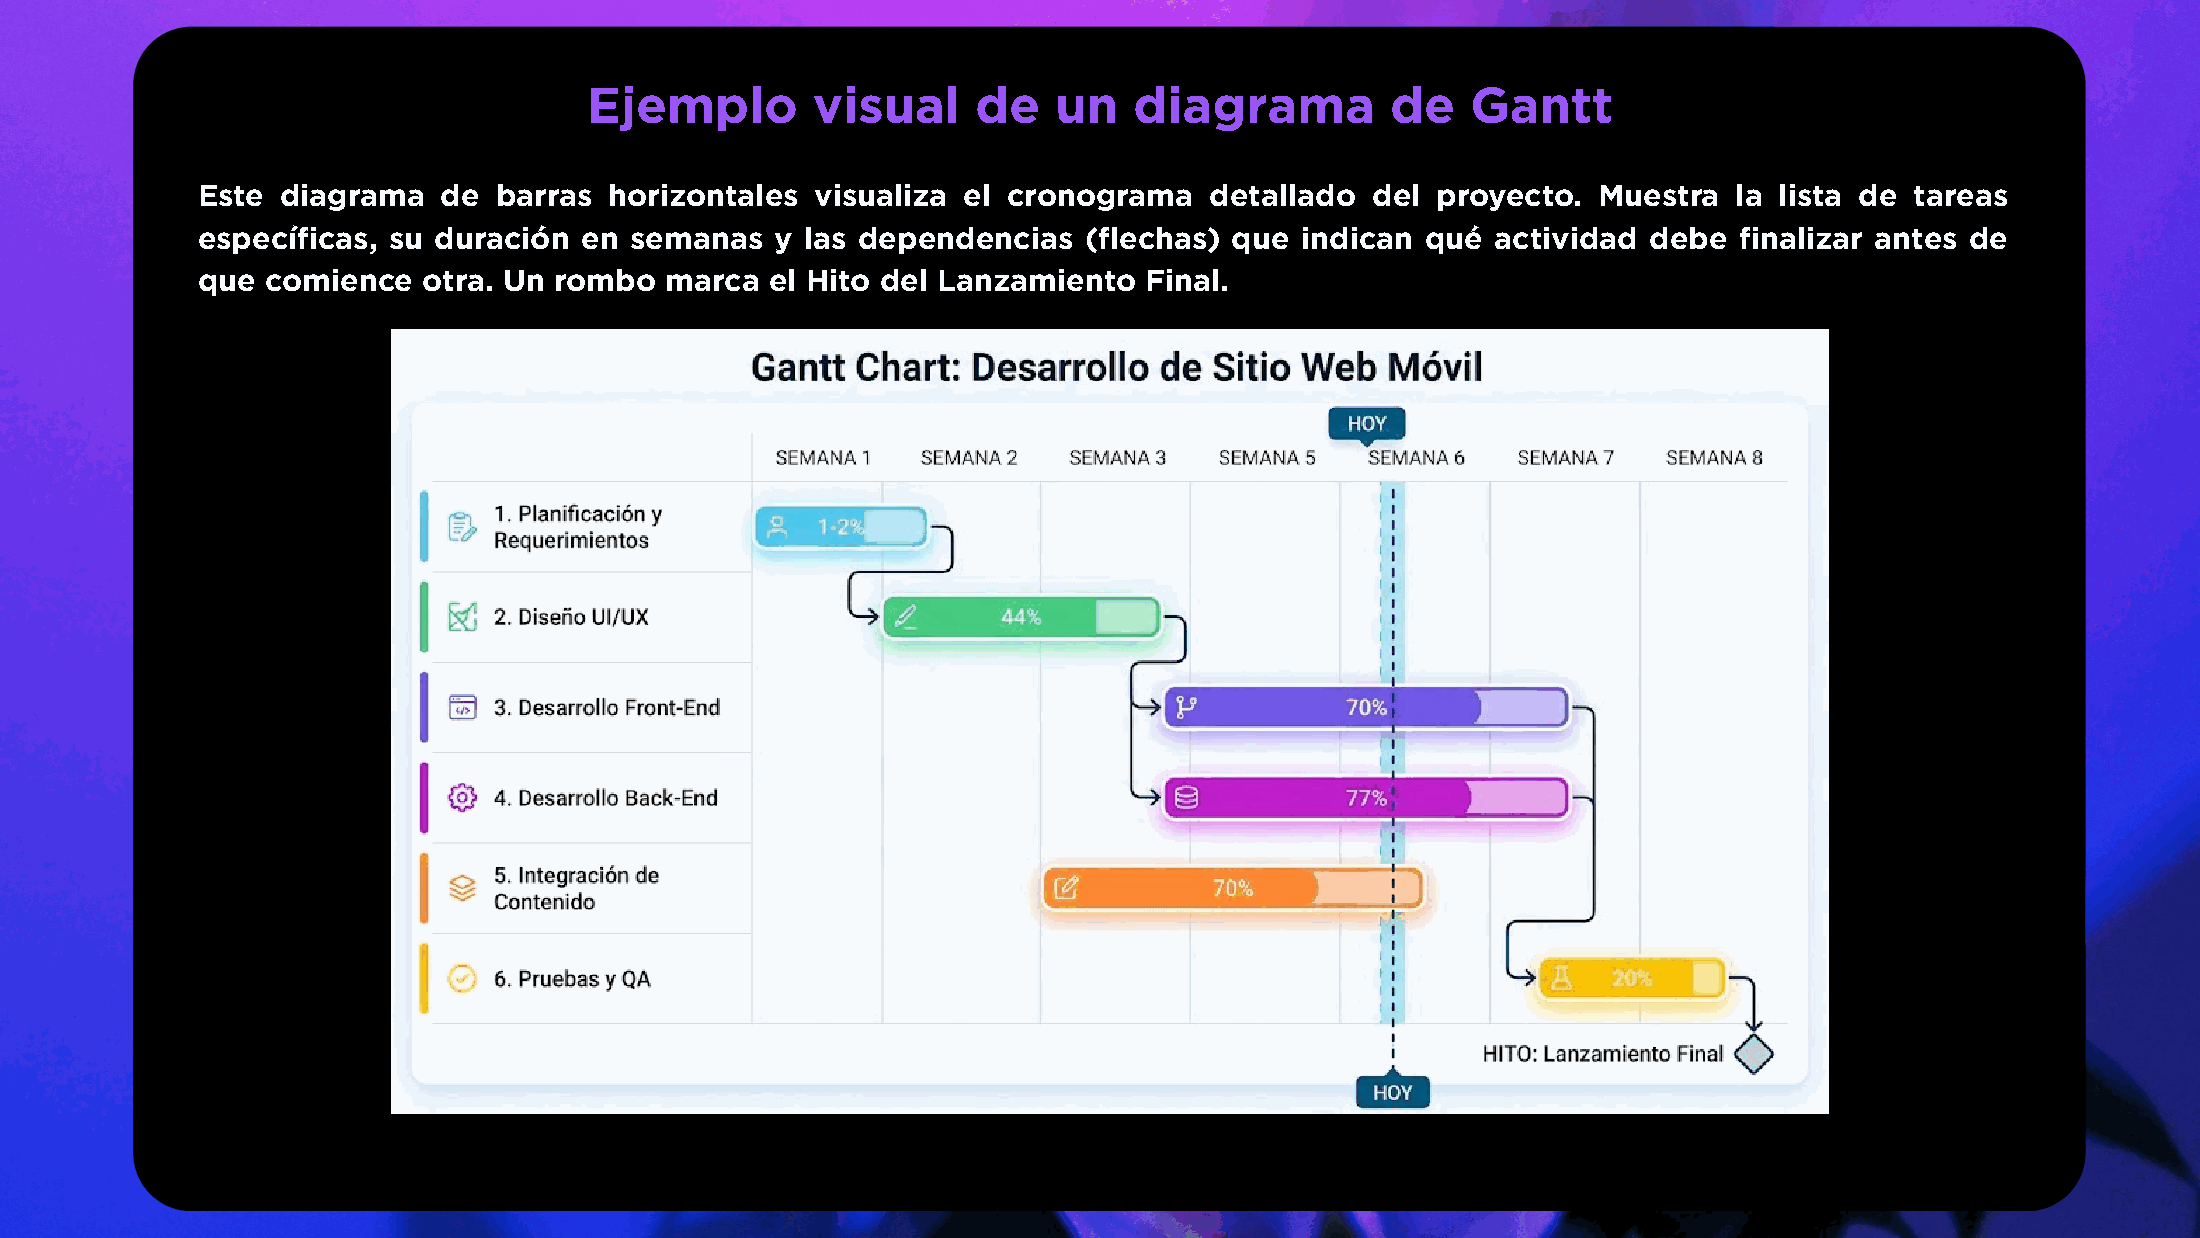 Ejemplo visual de un diagrama de Gantt
Este diagrama de barras horizontales visualiza el cronograma detallado del proyecto. Muestra la lista de tareas
específicas, su duración en semanas y las dependencias (flechas) que indican qué actividad debe finalizar antes de
que comience otra. Un rombo marca el Hito del Lanzamiento Final.
Gantt Chart: Desarrollo de Sitio Web Móvil
HOY
SEMANA 1 SEMANA 2 SEMANA 3 SEMANA 5 SEMANA 6 SEMANA 7 SEMANA 8
1. Planificación y
Requerimientos
1-2%
2. Diseño UI/UX
44%
3. Desarrollo Front-End
70%
4. Desarrollo Back-End
77%
5. Integración de
Contenido
70%
6. Pruebas y QA
20%
HITO: Lanzamiento Final
HOY